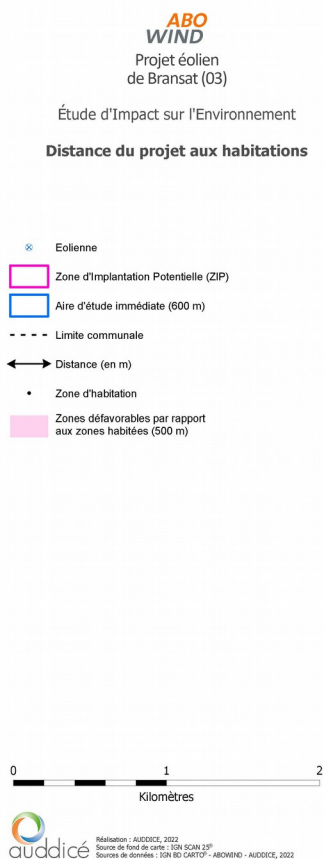 ABO
WIND
Projet éolien
de Bransat (03)
Étude d'Impact sur l'Environnement
Distance du projet aux habitations
Eolienne
Zone d'Implantation Potentielle (ZIP)
Aire d'étude immédiate (600 m)
Limite communale
Distance (en m)
Zone d'habitation
Zones défavorables par rapport
aux zones habitées (500 m)
0 1 2
Kilomètres
auddicé
Réalisation : AUDDICE, 2022
Source de fond de carte : IGN SCAN 25®
Sources de données : IGN BD CARTO® - ABOWIND - AUDDICE, 2022